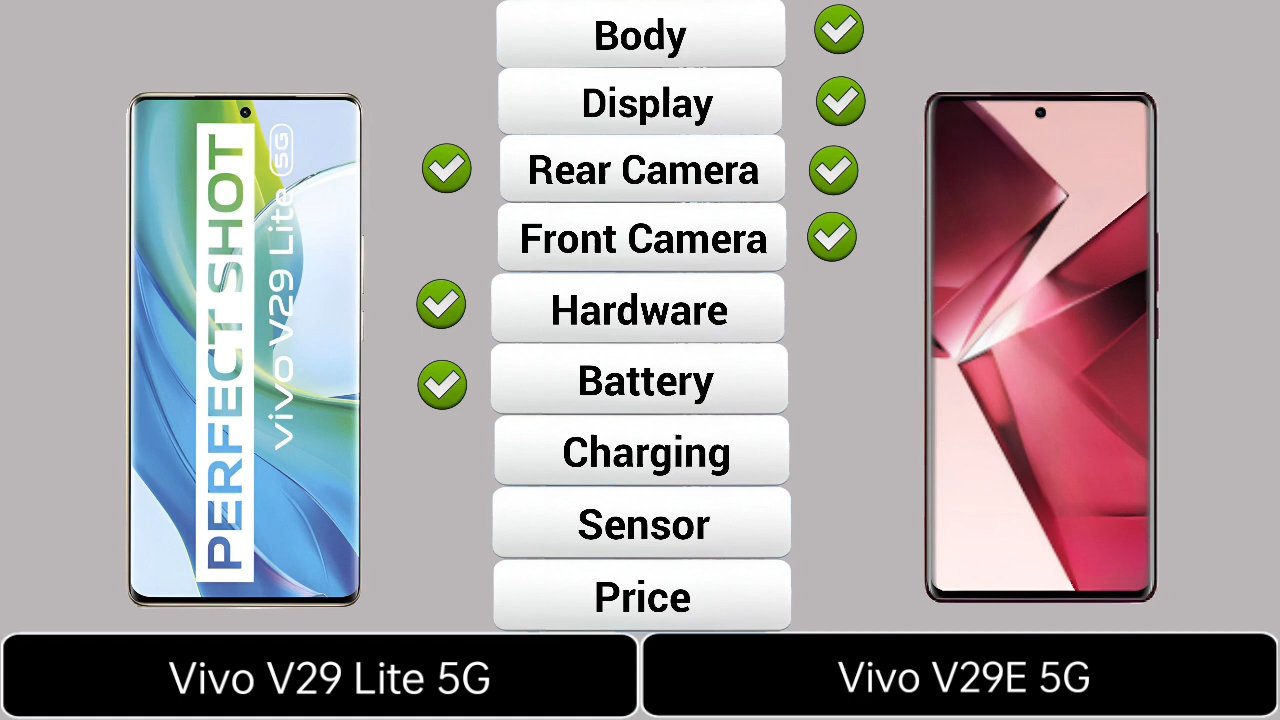 Body
Display
Rear Camera
Front Camera
Hardware
Battery
Charging
Sensor
Price
PERFECT SHOT
vivo V29 Lite 5G
Vivo V29 Lite 5G
Vivo V29E 5G